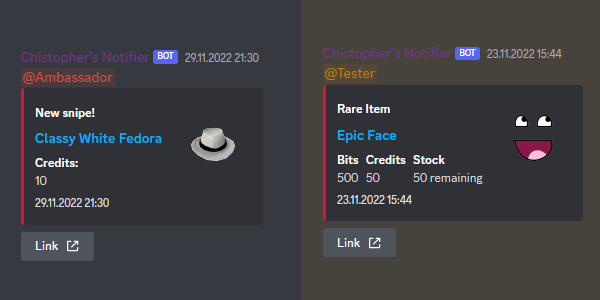 Chistopher's Notifier BOT 29.11.2022 21:30
@Ambassador
New snipe!
Classy White Fedora
Credits:
10
29.11.2022 21:30
Link
Chistopher's Notifier BOT 23.11.2022 15:44
@Tester
Rare Item
Epic Face
Bits Credits Stock
500 50 50 remaining
23.11.2022 15:44
Link